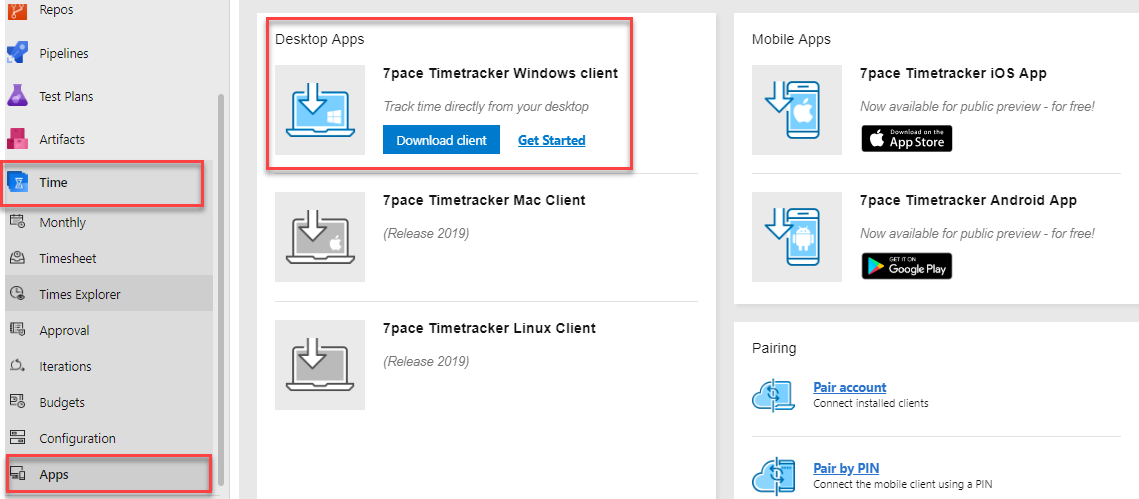 Repos
Pipelines
Test Plans
Artifacts
Time
Monthly
Timesheet
Times Explorer
Approval
Iterations
Budgets
Configuration
Apps
Desktop Apps
7pace Timetracker Windows client
Track time directly from your desktop
Download client Get Started
7pace Timetracker Mac Client
(Release 2019)
7pace Timetracker Linux Client
(Release 2019)
Mobile Apps
7pace Timetracker iOS App
Now available for public preview - for free!
Download on the
App Store
7pace Timetracker Android App
Now available for public preview - for free!
GET IT ON
Google Play
Pairing
Pair account
Connect installed clients
Pair by PIN
Connect the mobile client using a PIN